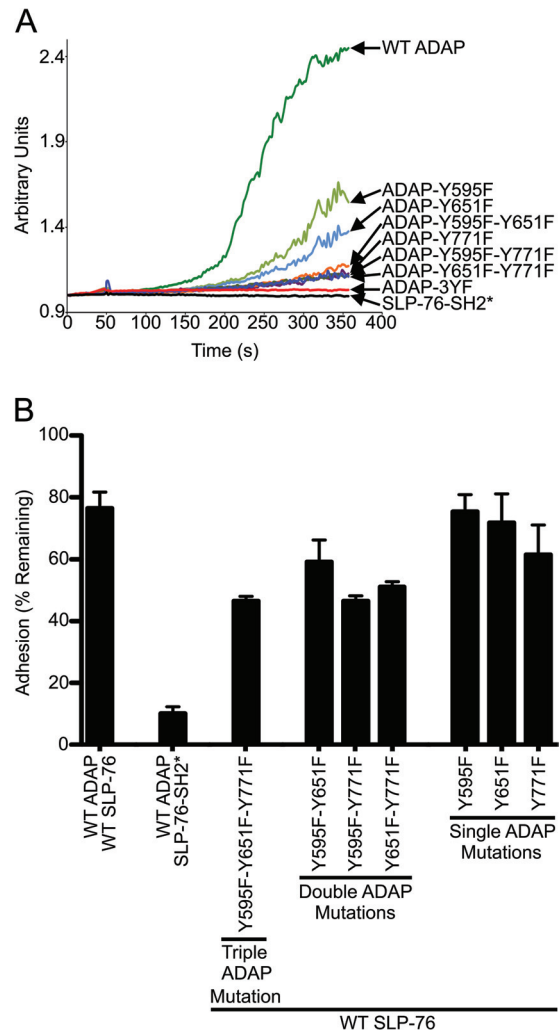 A
Arbitrary Units
2.4
1.9
1.4
0.9
0 50 100 150 200 250 300 350 400
Time (s)
WT ADAP
ADAP-Y595F
ADAP-Y651F
ADAP-Y595F-Y651F
ADAP-Y771F
ADAP-Y595F-Y771F
ADAP-Y651F-Y771F
ADAP-3YF
SLP-76-SH2*
B
Adhesion (% Remaining)
100
80
60
40
20
0
WT ADAP
WT SLP-76
WT ADAP
SLP-76-SH2*
Y595F-Y651F-Y771F
Y595F-Y651F
Y595F-Y771F
Y651F-Y771F
Y595F
Y651F
Y771F
Triple
ADAP
Mutation
Double ADAP
Mutations
Single ADAP
Mutations
WT SLP-76